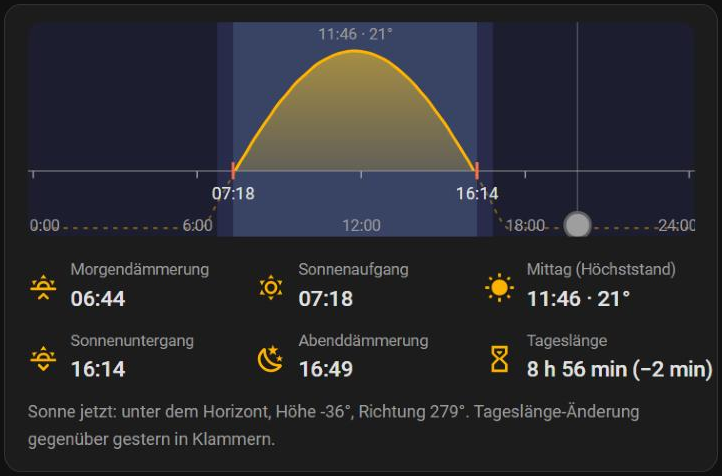 11:46 · 21°
07:18 16:14
0:00 6:00 12:00 18:00 24:00
Morgendämmerung
06:44
Sonnenaufgang
07:18
Mittag (Höchststand)
11:46 · 21°
Sonnenuntergang
16:14
Abenddämmerung
16:49
Tageslänge
8 h 56 min (−2 min)
Sonne jetzt: unter dem Horizont, Höhe -36°, Richtung 279°. Tageslänge-Änderung
gegenüber gestern in Klammern.